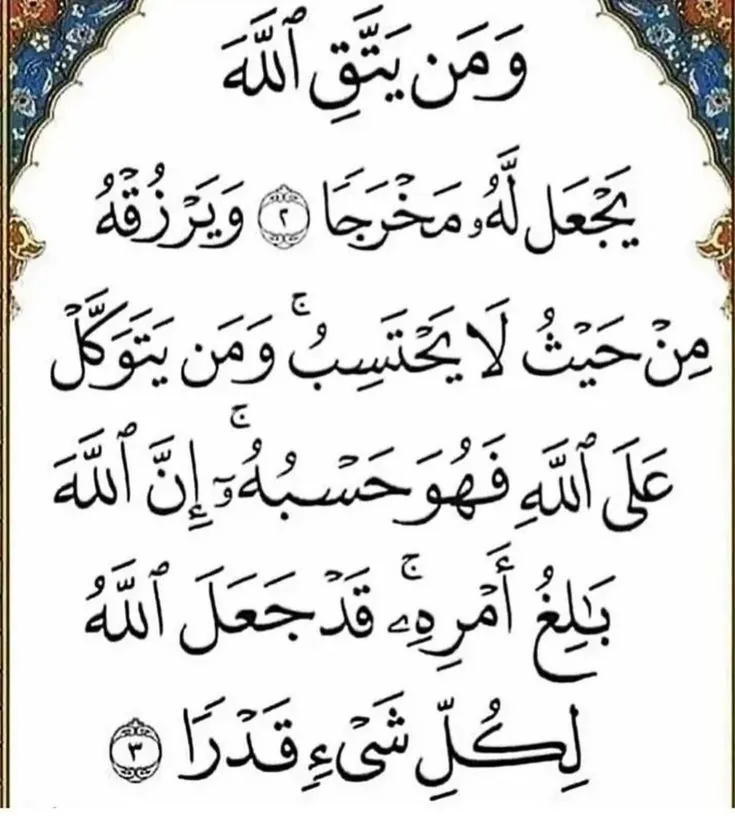 وَمَن يَتَّقِ ٱللَّهَ
يَجْعَل لَّهُۥ مَخْرَجًا ٢ وَيَرْزُقْهُ
مِنْ حَيْثُ لَا يَحْتَسِبُ ۚ وَمَن يَتَوَكَّلْ
عَلَى ٱللَّهِ فَهُوَ حَسْبُهُۥٓ ۚ إِنَّ ٱللَّهَ
بَٰلِغُ أَمْرِهِۦ ۚ قَدْ جَعَلَ ٱللَّهُ
لِكُلِّ شَىْءٍ قَدْرًا ٣